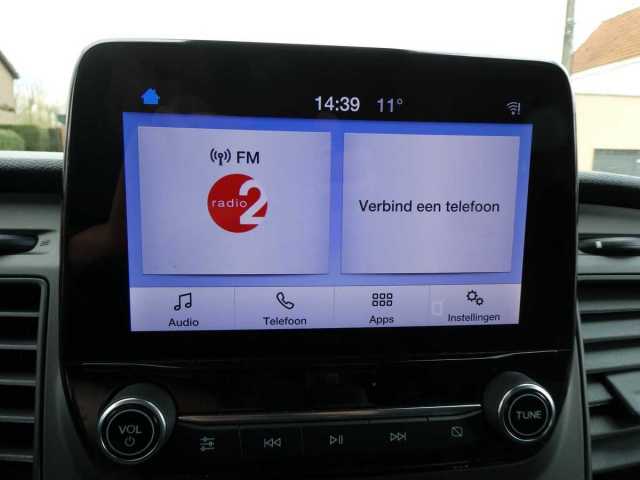 14:39 11°
FM
radio 2
Verbind een telefoon
Audio Telefoon Apps Instellingen
VOL
TUNE